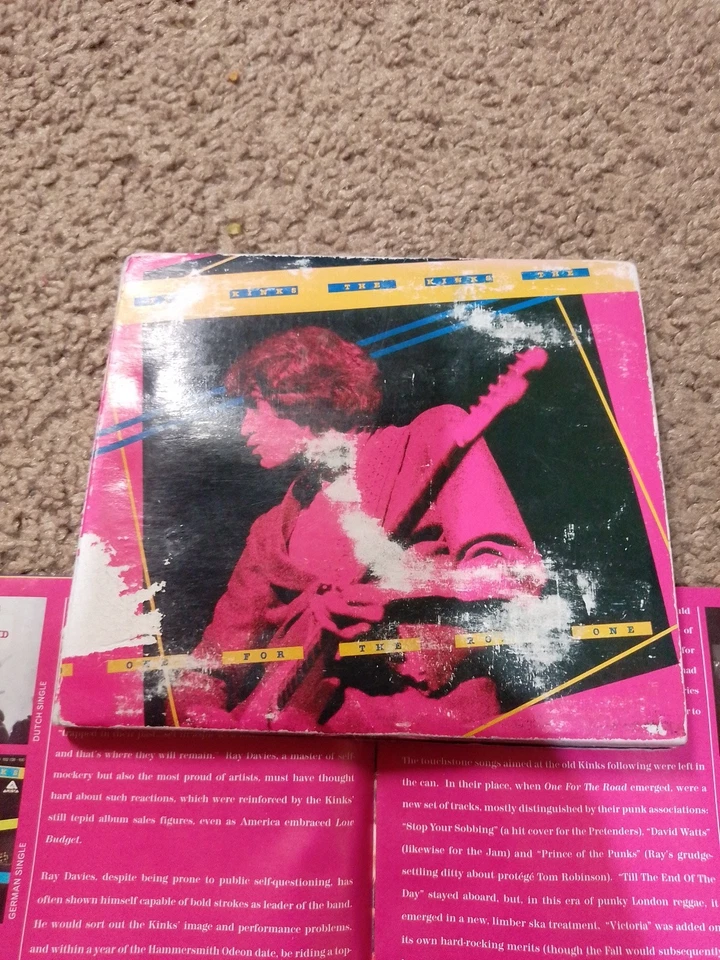 KINKS THE KINKS THE
FOR THE ONE
DUTCH SINGLE
GERMAN SINGLE
and that's where they will remain." Ray Davies, a master of self-
mockery but also the most proud of artists, must have thought
hard about such reactions, which were reinforced by the Kinks'
still tepid album sales figures, even as America embraced Low
Budget.
Ray Davies, despite being prone to public self-questioning, has
often shown himself capable of bold strokes as leader of the band.
He would sort out the Kinks' image and performance problems,
and within a year of the Hammersmith Odeon date, be riding a top-
of
for
to
The touchstone songs aimed at the old Kinks following were left in
the can. In their place, when One For The Road emerged, were a
new set of tracks, mostly distinguished by their punk associations:
"Stop Your Sobbing" (a hit cover for the Pretenders), "David Watts"
(likewise for the Jam) and "Prince of the Punks" (Ray's grudge-
settling ditty about protégé Tom Robinson). "Till The End Of The
Day" stayed aboard, but, in this era of punky London reggae, it
emerged in a new, limber ska treatment. "Victoria" was added on
its own hard-rocking merits (though the Fall would subsequently